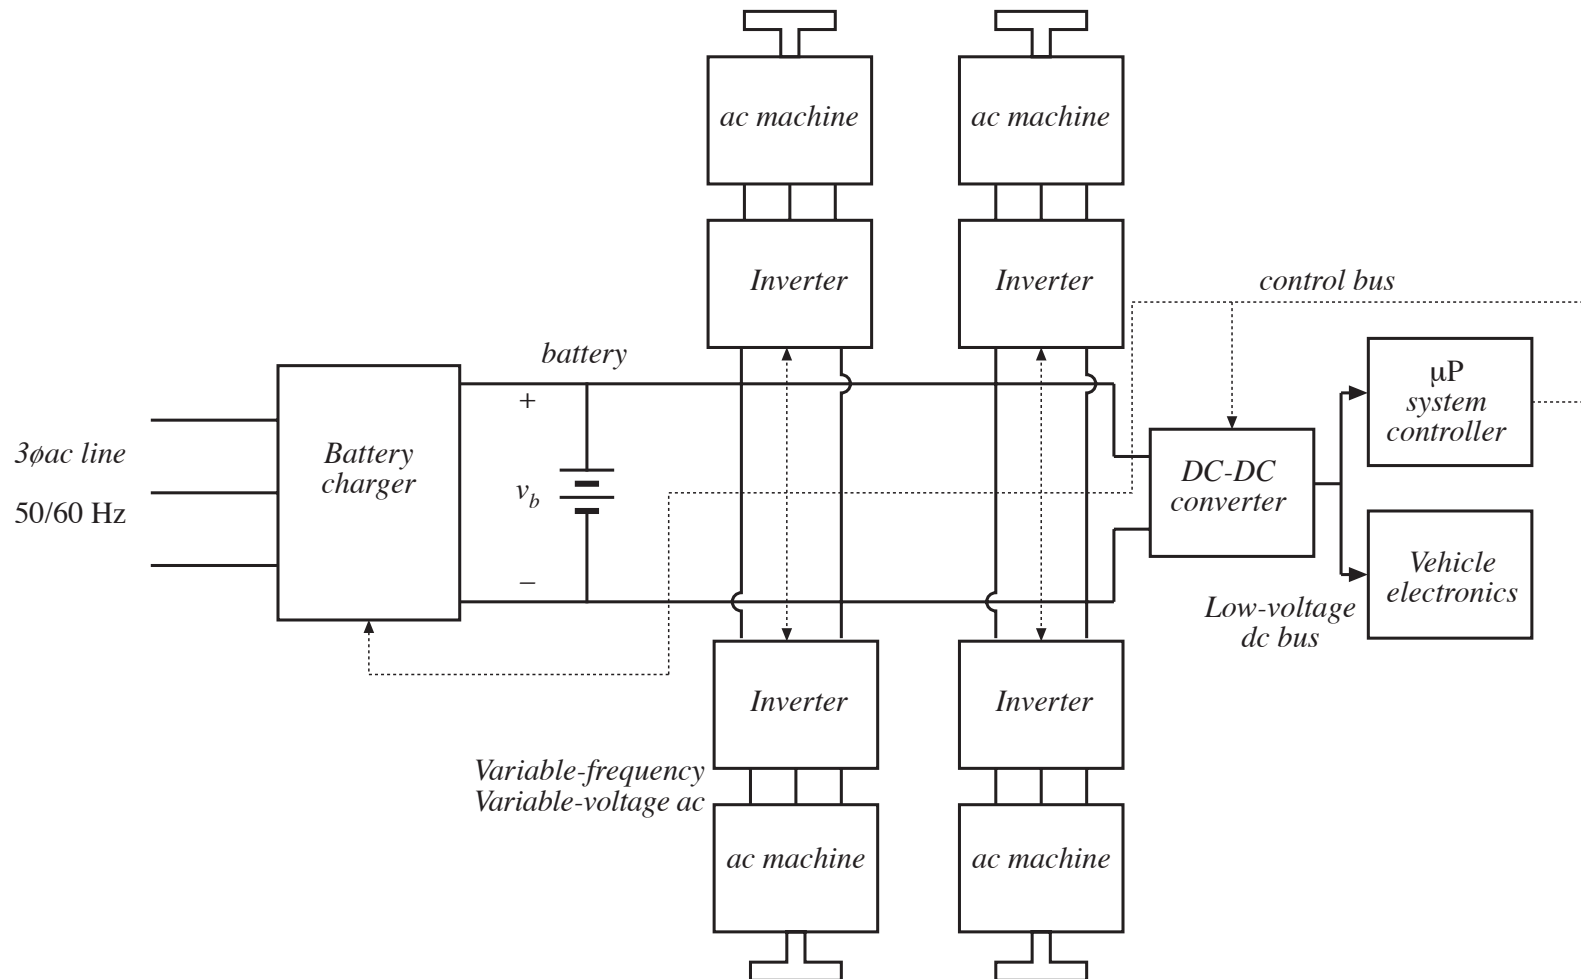 ac machine
ac machine
Inverter
Inverter
control bus
battery
+
µP
system
controller
3øac line
50/60 Hz
Battery
charger
v_b
DC-DC
converter
–
Vehicle
electronics
Low-voltage
dc bus
Inverter
Inverter
Variable-frequency
Variable-voltage ac
ac machine
ac machine